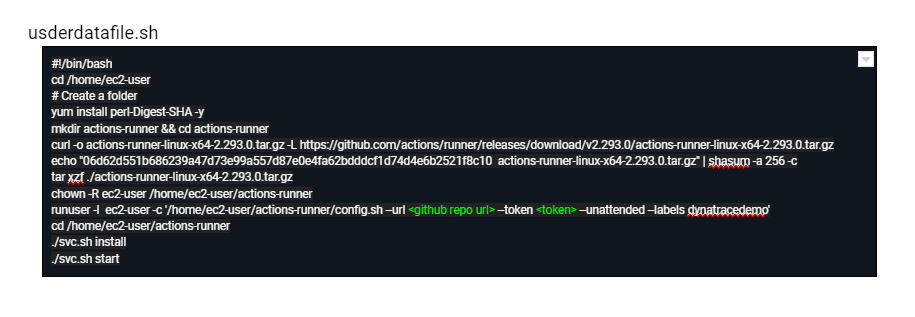 usderdatafile.sh
#!/bin/bash
cd /home/ec2-user
# Create a folder
yum install perl-Digest-SHA -y
mkdir actions-runner && cd actions-runner
curl -o actions-runner-linux-x64-2.293.0.tar.gz -L https://github.com/actions/runner/releases/download/v2.293.0/actions-runner-linux-x64-2.293.0.tar.gz
echo "06d62d551b686239a47d73e99a557d87e0e4fa62bdddcf1d74d4e6b2521f8c10  actions-runner-linux-x64-2.293.0.tar.gz" | shasum -a 256 -c
tar xzf ./actions-runner-linux-x64-2.293.0.tar.gz
chown -R ec2-user /home/ec2-user/actions-runner
runuser -l  ec2-user -c '/home/ec2-user/actions-runner/config.sh –url <github repo url> –token <token> –unattended –labels dynatracedemo'
cd /home/ec2-user/actions-runner
./svc.sh install
./svc.sh start